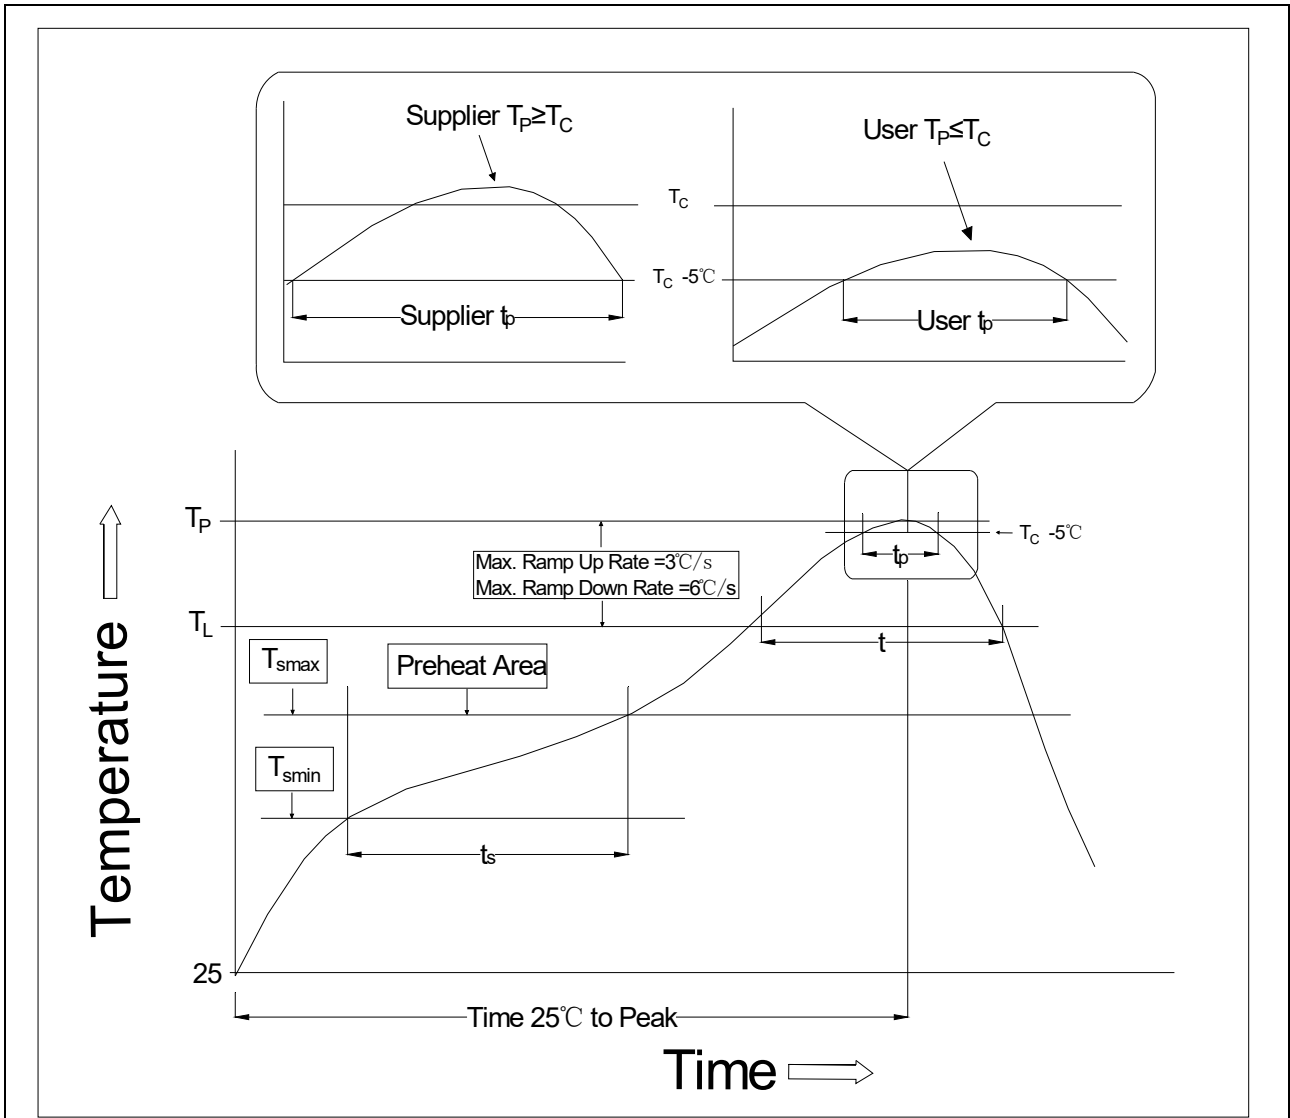 Supplier TP≥TC
User TP≤TC
TC
TC -5℃
Supplier tp
User tp
TP
TC -5℃
tp
Max. Ramp Up Rate =3℃/s
Max. Ramp Down Rate =6℃/s
TL
t
Tsmax
Preheat Area
Tsmin
ts
Temperature
25
Time 25℃ to Peak
Time